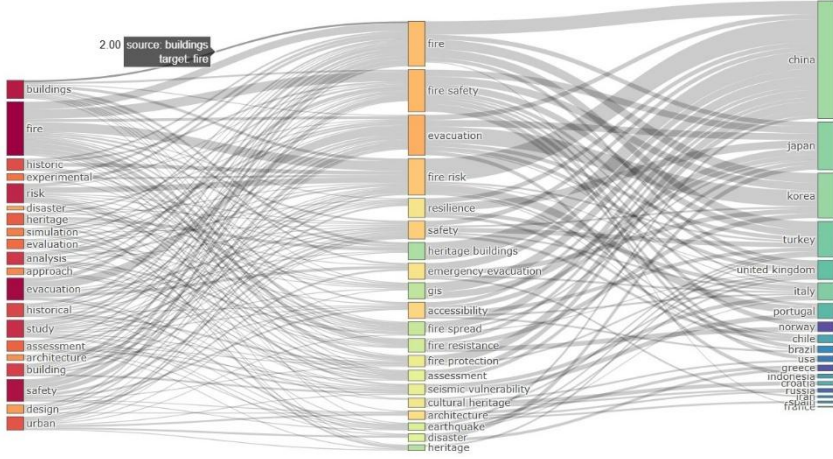 2.00 source: buildings
target: fire
buildings
fire
historic
experimental
risk
disaster
heritage
simulation
evaluation
analysis
approach
evacuation
historical
study
assessment
architecture
building
safety
design
urban
fire
fire safety
evacuation
fire risk
resilience
safety
heritage buildings
emergency evacuation
gis
accessibility
fire spread
fire resistance
fire protection
assessment
seismic vulnerability
cultural heritage
architecture
earthquake
disaster
heritage
china
japan
korea
turkey
united kingdom
italy
portugal
norway
chile
brazil
usa
greece
indonesia
croatia
russia
iran
spain
france